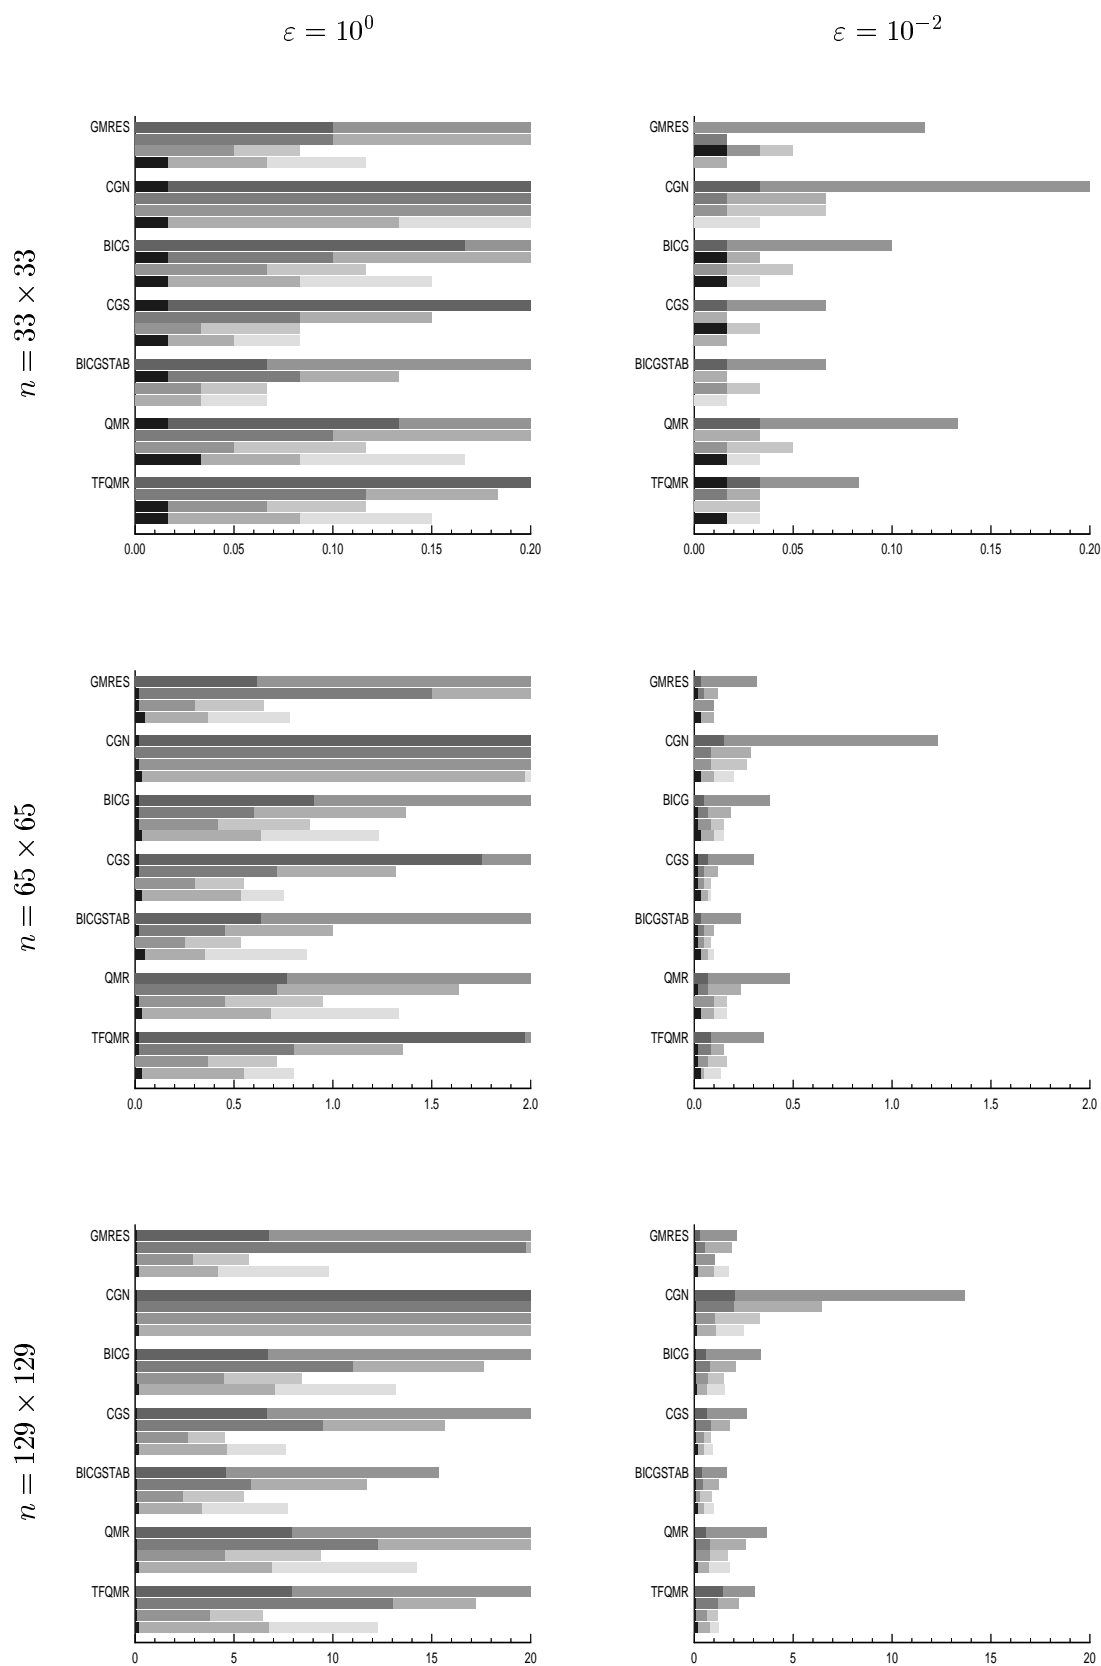 ε = 10⁰
ε = 10⁻²
n = 33 × 33
GMRES
CGN
BICG
CGS
BICGSTAB
QMR
TFQMR
0.00 0.05 0.10 0.15 0.20
GMRES
CGN
BICG
CGS
BICGSTAB
QMR
TFQMR
0.00 0.05 0.10 0.15 0.20
n = 65 × 65
GMRES
CGN
BICG
CGS
BICGSTAB
QMR
TFQMR
0.0 0.5 1.0 1.5 2.0
GMRES
CGN
BICG
CGS
BICGSTAB
QMR
TFQMR
0.0 0.5 1.0 1.5 2.0
n = 129 × 129
GMRES
CGN
BICG
CGS
BICGSTAB
QMR
TFQMR
0 5 10 15 20
GMRES
CGN
BICG
CGS
BICGSTAB
QMR
TFQMR
0 5 10 15 20